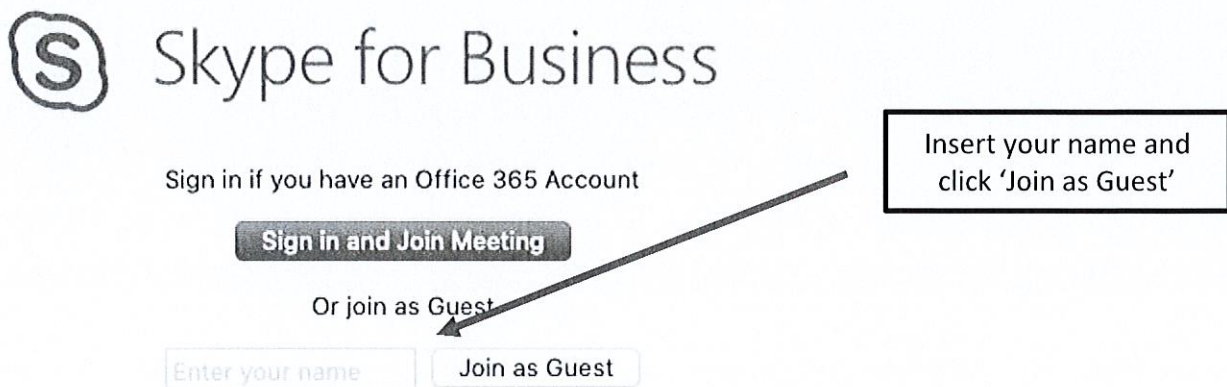 S Skype for Business
Insert your name and
click ‘Join as Guest’
Sign in if you have an Office 365 Account
Sign in and Join Meeting
Or join as Guest
Enter your name
Join as Guest